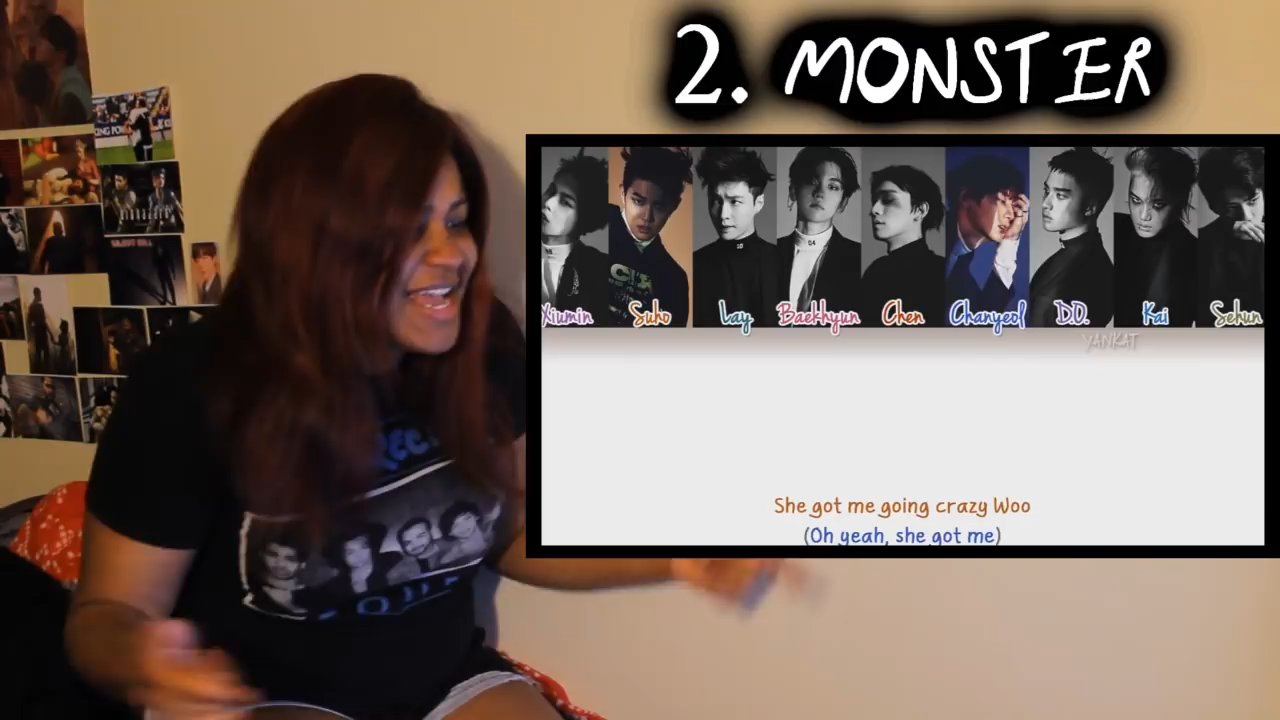 2. MONSTER
Xiumin
Suho
Lay
Baekhyun
Chen
Chanyeol
D.O.
Kai
Sehun
YANKAT
She got me going crazy Woo
(Oh yeah, she got me)